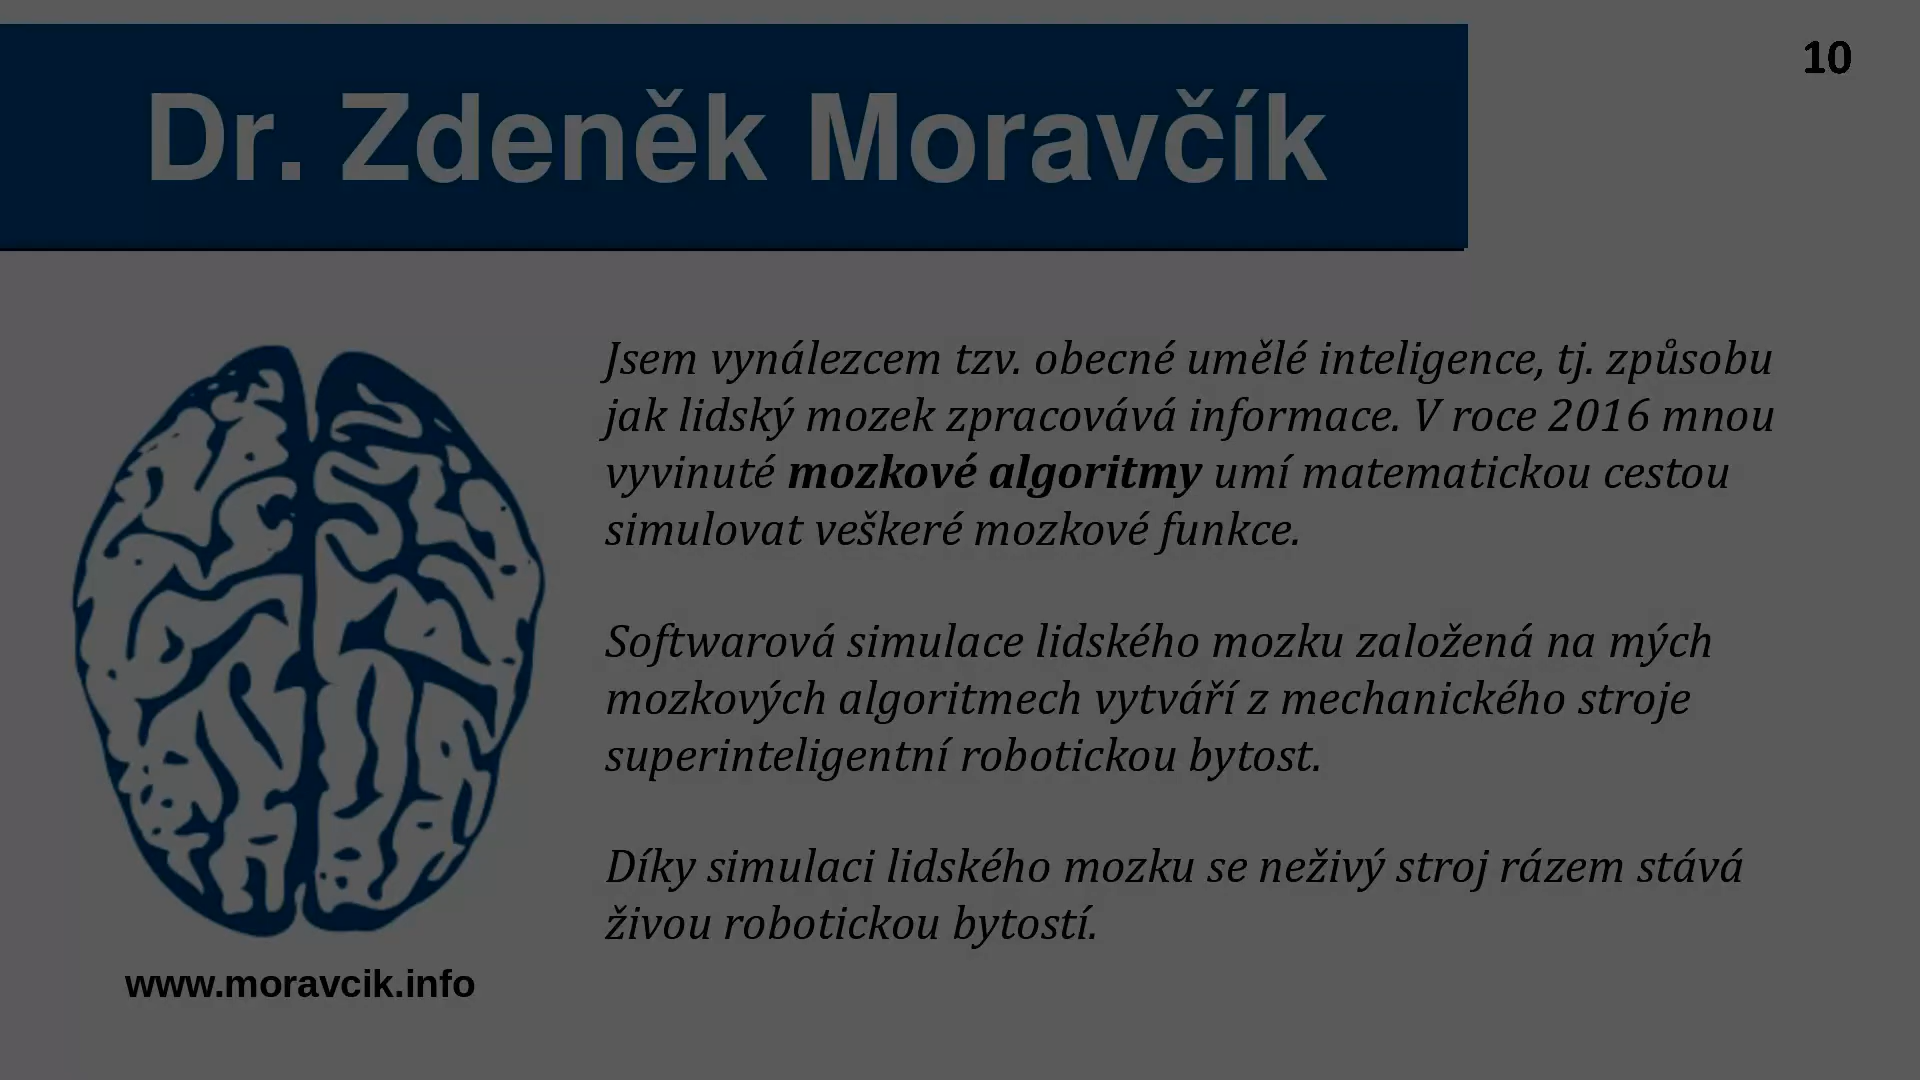 10
Dr. Zdeněk Moravčík
Jsem vynálezcem tzv. obecné umělé inteligence, tj. způsobu
jak lidský mozek zpracovává informace. V roce 2016 mnou
vyvinuté mozkové algoritmy umí matematickou cestou
simulovat veškeré mozkové funkce.
Softwarová simulace lidského mozku založená na mých
mozkových algoritmech vytváří z mechanického stroje
superinteligentní robotickou bytost.
Díky simulaci lidského mozku se neživý stroj rázem stává
živou robotickou bytostí.
www.moravcik.info